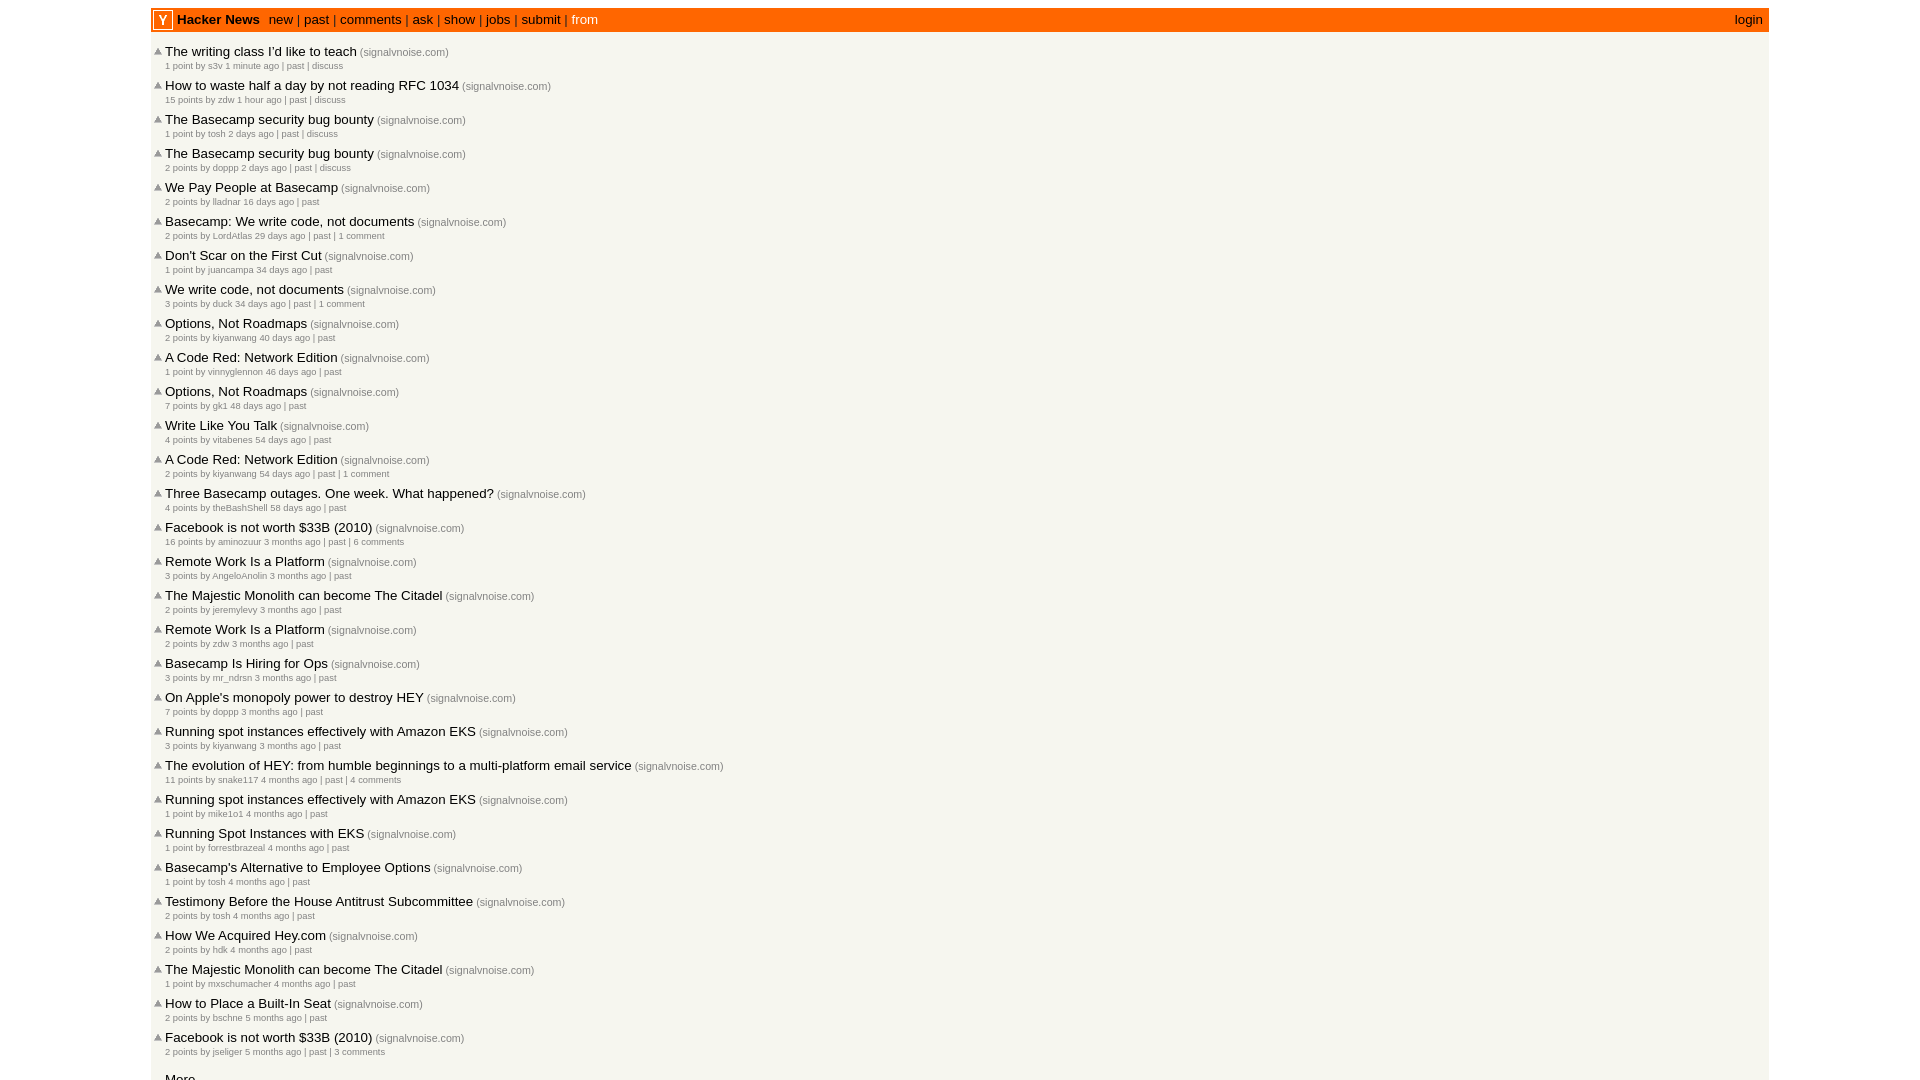 Y Hacker News new | past | comments | ask | show | jobs | submit | from login
The writing class I'd like to teach (signalvnoise.com)
1 point by s3v 1 minute ago | past | discuss
How to waste half a day by not reading RFC 1034 (signalvnoise.com)
15 points by zdw 1 hour ago | past | discuss
The Basecamp security bug bounty (signalvnoise.com)
1 point by tosh 2 days ago | past | discuss
The Basecamp security bug bounty (signalvnoise.com)
2 points by doppp 2 days ago | past | discuss
We Pay People at Basecamp (signalvnoise.com)
2 points by lladnar 16 days ago | past
Basecamp: We write code, not documents (signalvnoise.com)
2 points by LordAtlas 29 days ago | past | 1 comment
Don't Scar on the First Cut (signalvnoise.com)
1 point by juancampa 34 days ago | past
We write code, not documents (signalvnoise.com)
3 points by duck 34 days ago | past | 1 comment
Options, Not Roadmaps (signalvnoise.com)
2 points by kiyanwang 40 days ago | past
A Code Red: Network Edition (signalvnoise.com)
1 point by vinnyglennon 46 days ago | past
Options, Not Roadmaps (signalvnoise.com)
7 points by gk1 48 days ago | past
Write Like You Talk (signalvnoise.com)
4 points by vitabenes 54 days ago | past
A Code Red: Network Edition (signalvnoise.com)
2 points by kiyanwang 54 days ago | past | 1 comment
Three Basecamp outages. One week. What happened? (signalvnoise.com)
4 points by theBashShell 58 days ago | past
Facebook is not worth $33B (2010) (signalvnoise.com)
16 points by aminozuur 3 months ago | past | 6 comments
Remote Work Is a Platform (signalvnoise.com)
3 points by AngeloAnolin 3 months ago | past
The Majestic Monolith can become The Citadel (signalvnoise.com)
2 points by jeremylevy 3 months ago | past
Remote Work Is a Platform (signalvnoise.com)
2 points by zdw 3 months ago | past
Basecamp Is Hiring for Ops (signalvnoise.com)
3 points by mr_ndrsn 3 months ago | past
On Apple's monopoly power to destroy HEY (signalvnoise.com)
7 points by doppp 3 months ago | past
Running spot instances effectively with Amazon EKS (signalvnoise.com)
3 points by kiyanwang 3 months ago | past
The evolution of HEY: from humble beginnings to a multi-platform email service (signalvnoise.com)
11 points by snake117 4 months ago | past | 4 comments
Running spot instances effectively with Amazon EKS (signalvnoise.com)
1 point by mike1o1 4 months ago | past
Running Spot Instances with EKS (signalvnoise.com)
1 point by forrestbrazeal 4 months ago | past
Basecamp's Alternative to Employee Options (signalvnoise.com)
1 point by tosh 4 months ago | past
Testimony Before the House Antitrust Subcommittee (signalvnoise.com)
2 points by tosh 4 months ago | past
How We Acquired Hey.com (signalvnoise.com)
2 points by hdk 4 months ago | past
The Majestic Monolith can become The Citadel (signalvnoise.com)
1 point by mxschumacher 4 months ago | past
How to Place a Built-In Seat (signalvnoise.com)
2 points by bschne 5 months ago | past
Facebook is not worth $33B (2010) (signalvnoise.com)
2 points by jseliger 5 months ago | past | 3 comments
More